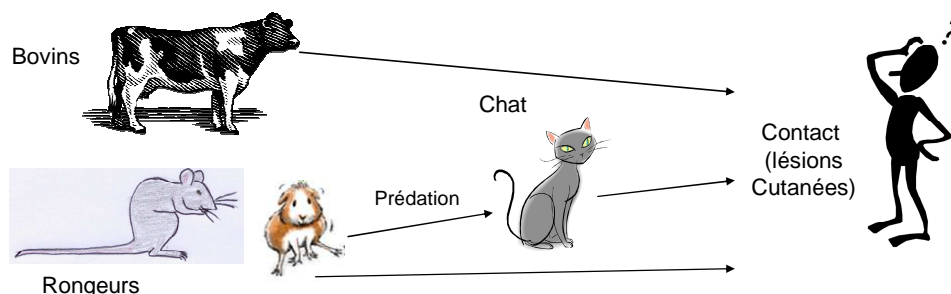 Bovins
Chat
Contact
(lésions
Cutanées)
Prédation
Rongeurs
?